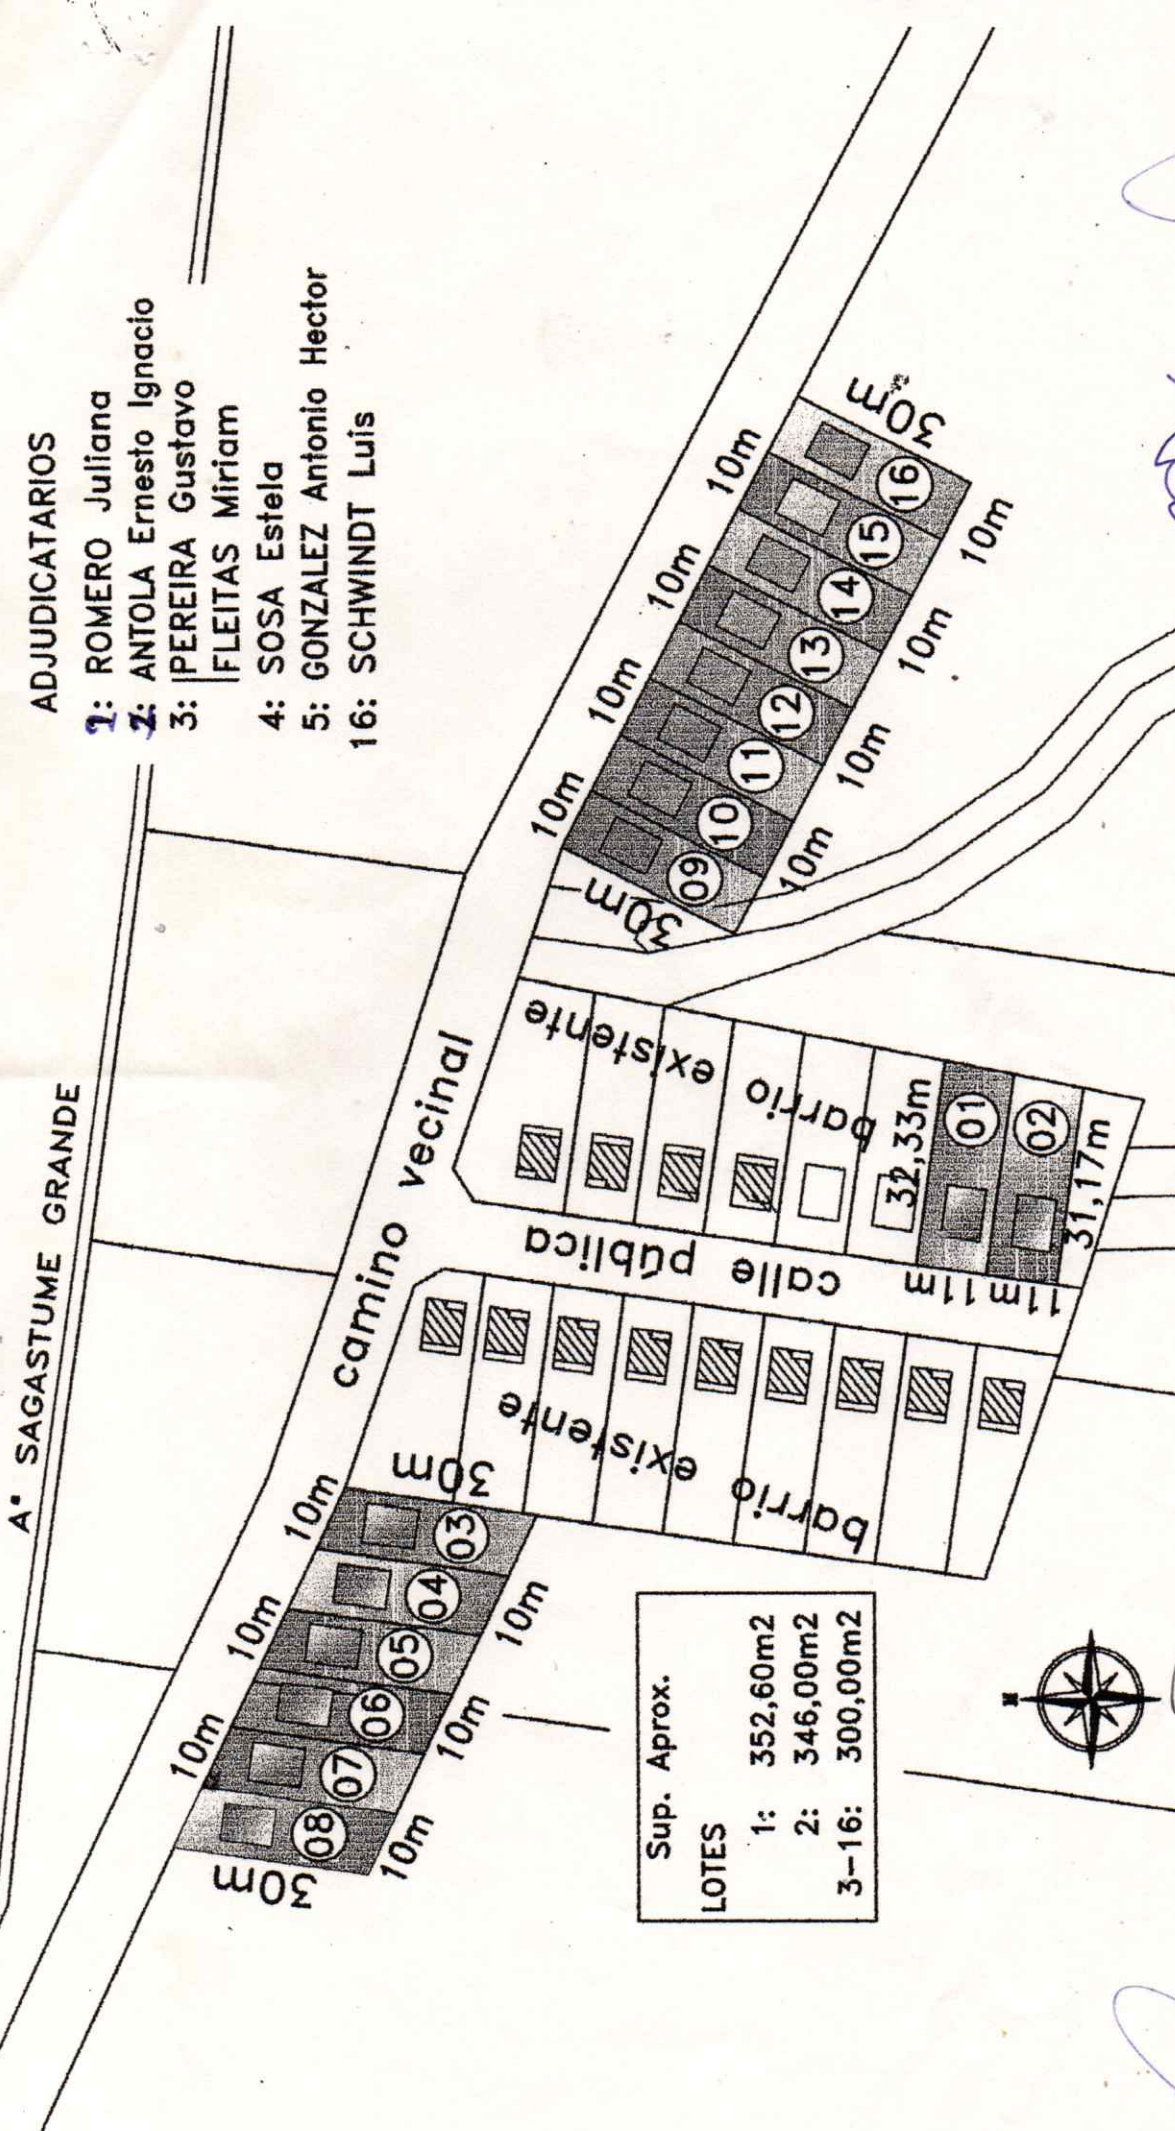 A° SAGASTUME GRANDE
ADJUDICATARIOS
1: ROMERO Juliana
2: ANTOLA Ernesto Ignacio
3: PEREIRA Gustavo
FLEITAS Miriam
4: SOSA Estela
5: GONZALEZ Antonio Hector
16: SCHWINDT Luis
camino vecinal
10m
10m
10m
30m
08
07
06
05
04
03
30m
10m
10m
10m
barrio existente
calle pública
barrio existente
32,33m
01
11m
02
11m
31,17m
10m
10m
10m
10m
30m
09
10
11
12
13
14
15
16
30m
10m
10m
10m
10m
Sup. Aprox.
LOTES
1: 352,60m2
2: 346,00m2
3-16: 300,00m2
N